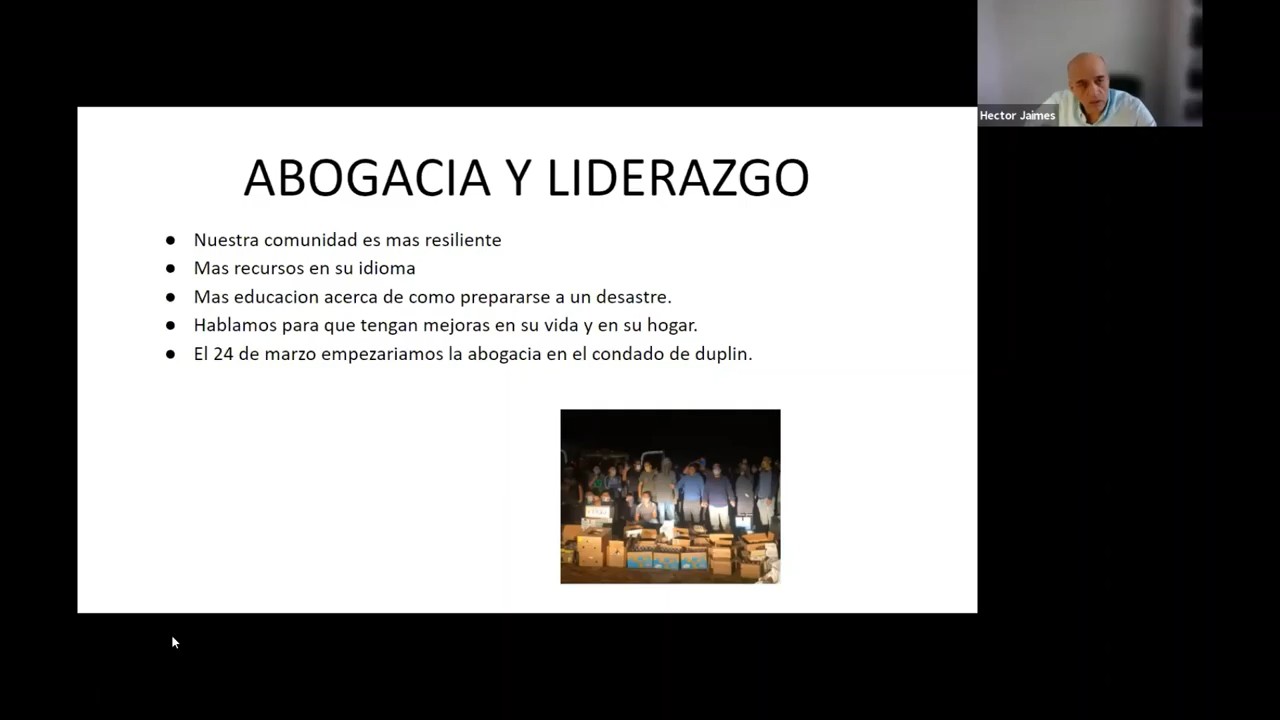 Hector Jaimes
ABOGACIA Y LIDERAZGO
● Nuestra comunidad es mas resiliente
● Mas recursos en su idioma
● Mas educacion acerca de como prepararse a un desastre.
● Hablamos para que tengan mejoras en su vida y en su hogar.
● El 24 de marzo empezariamos la abogacia en el condado de duplin.